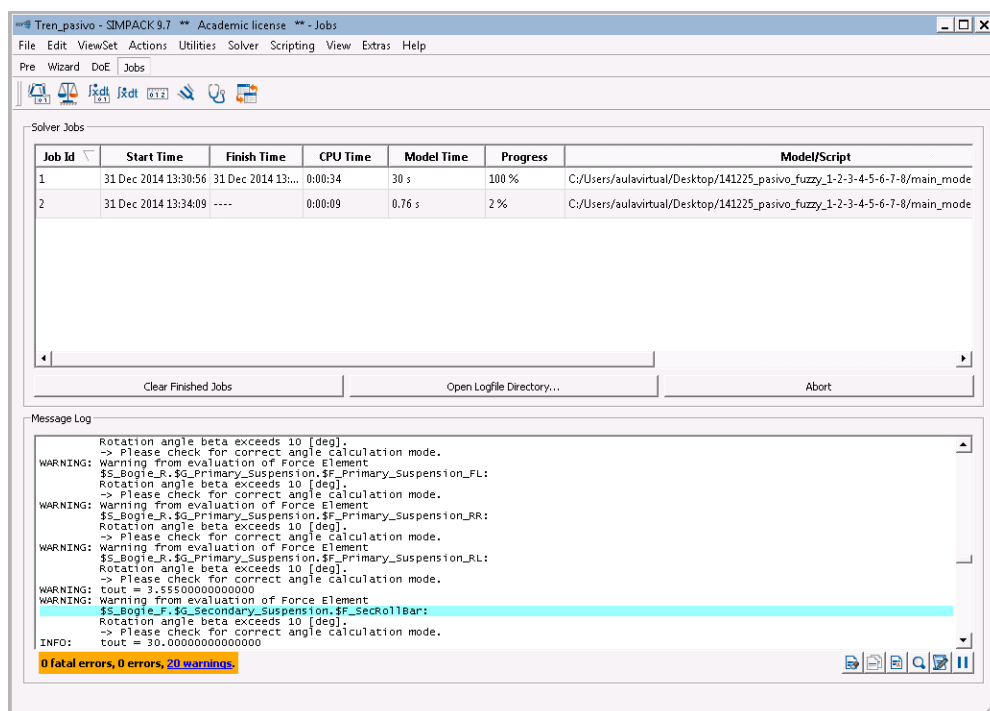 Tren_pasivo - SIMPACK 9.7 ** Academic license ** - Jobs
File Edit ViewSet Actions Utilities Solver Scripting View Extras Help
Pre Wizard DoE Jobs
Solver Jobs
Job Id Start Time Finish Time CPU Time Model Time Progress Model/Script
1 31 Dec 2014 13:30:56 31 Dec 2014 13:... 0:00:34 30 s 100 % C:/Users/aulavirtual/Desktop/141225_pasivo_fuzzy_1-2-3-4-5-6-7-8/main_mode
2 31 Dec 2014 13:34:09 ---- 0:00:09 0.76 s 2 % C:/Users/aulavirtual/Desktop/141225_pasivo_fuzzy_1-2-3-4-5-6-7-8/main_mode
Clear Finished Jobs Open Logfile Directory... Abort
Message Log
Rotation angle beta exceeds 10 [deg].
-> Please check for correct angle calculation mode.
WARNING: Warning from evaluation of Force Element
$S_Bogie_R.$G_Primary_Suspension.$F_Primary_Suspension_FL:
Rotation angle beta exceeds 10 [deg].
-> Please check for correct angle calculation mode.
WARNING: Warning from evaluation of Force Element
$S_Bogie_R.$G_Primary_Suspension.$F_Primary_Suspension_RR:
Rotation angle beta exceeds 10 [deg].
-> Please check for correct angle calculation mode.
WARNING: Warning from evaluation of Force Element
$S_Bogie_R.$G_Primary_Suspension.$F_Primary_Suspension_RL:
Rotation angle beta exceeds 10 [deg].
-> Please check for correct angle calculation mode.
WARNING: tout = 3.55500000000000
WARNING: Warning from evaluation of Force Element
$S_Bogie_F.$G_Secondary_Suspension.$F_SecRollBar:
Rotation angle beta exceeds 10 [deg].
-> Please check for correct angle calculation mode.
INFO: tout = 30.0000000000000
0 fatal errors, 0 errors, 20 warnings.